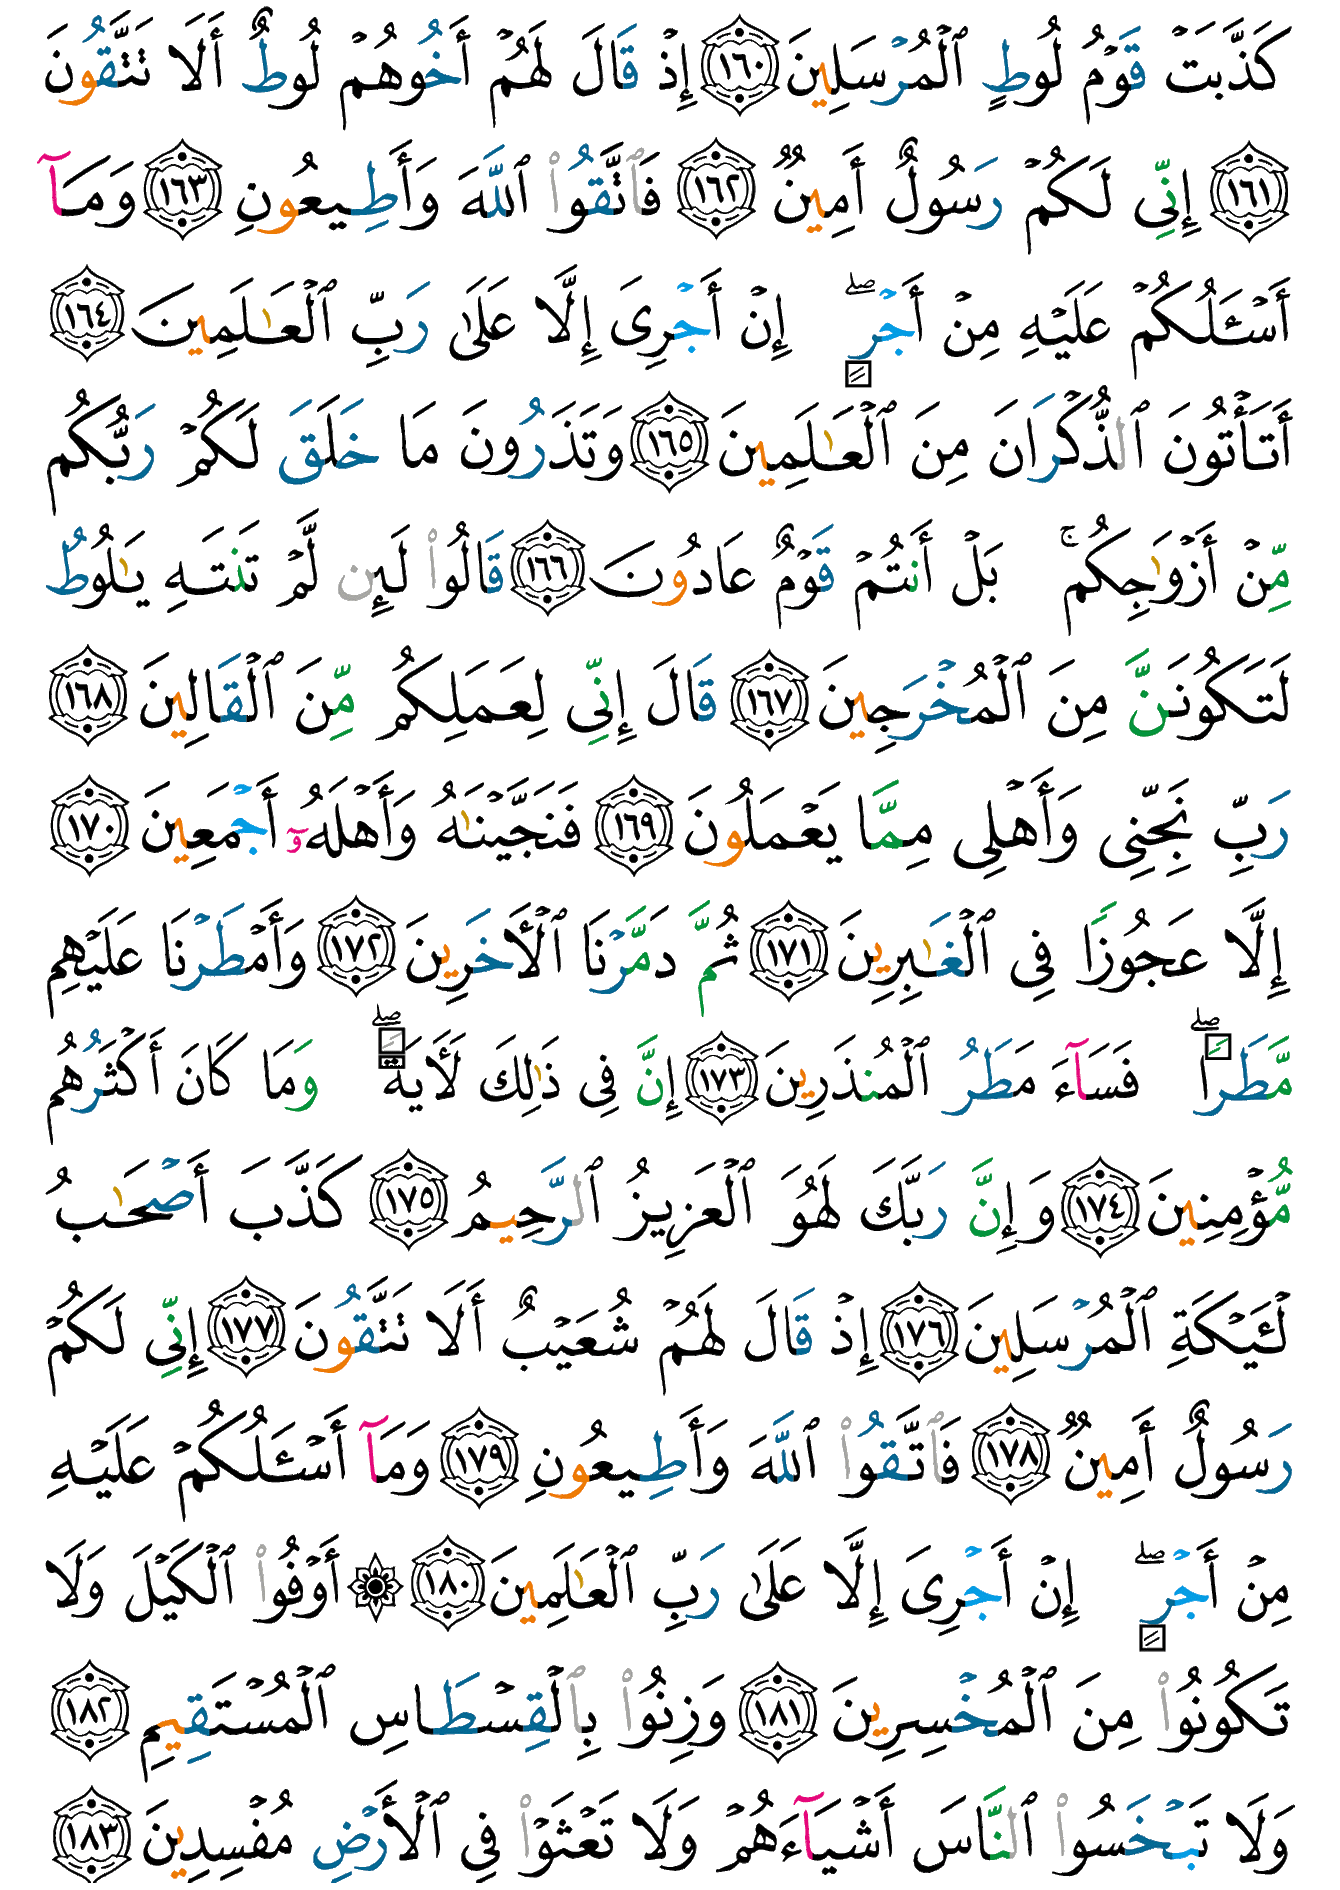 كَذَّبَتۡ قَوۡمُ لُوطٍ ٱلۡمُرۡسَلِينَ ١٦٠ إِذۡ قَالَ لَهُمۡ أَخُوهُمۡ لُوطٌ أَلَا تَتَّقُونَ
١٦١ إِنِّي لَكُمۡ رَسُولٌ أَمِينٞ ١٦٢ فَٱتَّقُواْ ٱللَّهَ وَأَطِيعُونِ ١٦٣ وَمَآ
أَسۡـَٔلُكُمۡ عَلَيۡهِ مِنۡ أَجۡرٍۖ إِنۡ أَجۡرِيَ إِلَّا عَلَىٰ رَبِّ ٱلۡعَٰلَمِينَ ١٦٤
أَتَأۡتُونَ ٱلذُّكۡرَانَ مِنَ ٱلۡعَٰلَمِينَ ١٦٥ وَتَذَرُونَ مَا خَلَقَ لَكُمۡ رَبُّكُم
مِّنۡ أَزۡوَٰجِكُمۚ بَلۡ أَنتُمۡ قَوۡمٌ عَادُونَ ١٦٦ قَالُواْ لَئِن لَّمۡ تَنتَهِ يَٰلُوطُ
لَتَكُونَنَّ مِنَ ٱلۡمُخۡرَجِينَ ١٦٧ قَالَ إِنِّي لِعَمَلِكُم مِّنَ ٱلۡقَالِينَ ١٦٨
رَبِّ نَجِّنِي وَأَهۡلِي مِمَّا يَعۡمَلُونَ ١٦٩ فَنَجَّيۡنَٰهُ وَأَهۡلَهُۥٓ أَجۡمَعِينَ ١٧٠
إِلَّا عَجُوزٗا فِي ٱلۡغَٰبِرِينَ ١٧١ ثُمَّ دَمَّرۡنَا ٱلۡأٓخَرِينَ ١٧٢ وَأَمۡطَرۡنَا عَلَيۡهِم
مَّطَرٗاۖ فَسَآءَ مَطَرُ ٱلۡمُنذَرِينَ ١٧٣ إِنَّ فِي ذَٰلِكَ لَأٓيَةٗۖ وَمَا كَانَ أَكۡثَرُهُم
مُّؤۡمِنِينَ ١٧٤ وَإِنَّ رَبَّكَ لَهُوَ ٱلۡعَزِيزُ ٱلرَّحِيمُ ١٧٥ كَذَّبَ أَصۡحَٰبُ
لۡـَٔيۡكَةِ ٱلۡمُرۡسَلِينَ ١٧٦ إِذۡ قَالَ لَهُمۡ شُعَيۡبٌ أَلَا تَتَّقُونَ ١٧٧ إِنِّي لَكُمۡ
رَسُولٌ أَمِينٞ ١٧٨ فَٱتَّقُواْ ٱللَّهَ وَأَطِيعُونِ ١٧٩ وَمَآ أَسۡـَٔلُكُمۡ عَلَيۡهِ
مِنۡ أَجۡرٍۖ إِنۡ أَجۡرِيَ إِلَّا عَلَىٰ رَبِّ ٱلۡعَٰلَمِينَ ١٨٠ ۞ أَوۡفُواْ ٱلۡكَيۡلَ وَلَا
تَكُونُواْ مِنَ ٱلۡمُخۡسِرِينَ ١٨١ وَزِنُواْ بِٱلۡقِسۡطَاسِ ٱلۡمُسۡتَقِيمِ ١٨٢
وَلَا تَبۡخَسُواْ ٱلنَّاسَ أَشۡيَآءَهُمۡ وَلَا تَعۡثَوۡاْ فِي ٱلۡأَرۡضِ مُفۡسِدِينَ ١٨٣